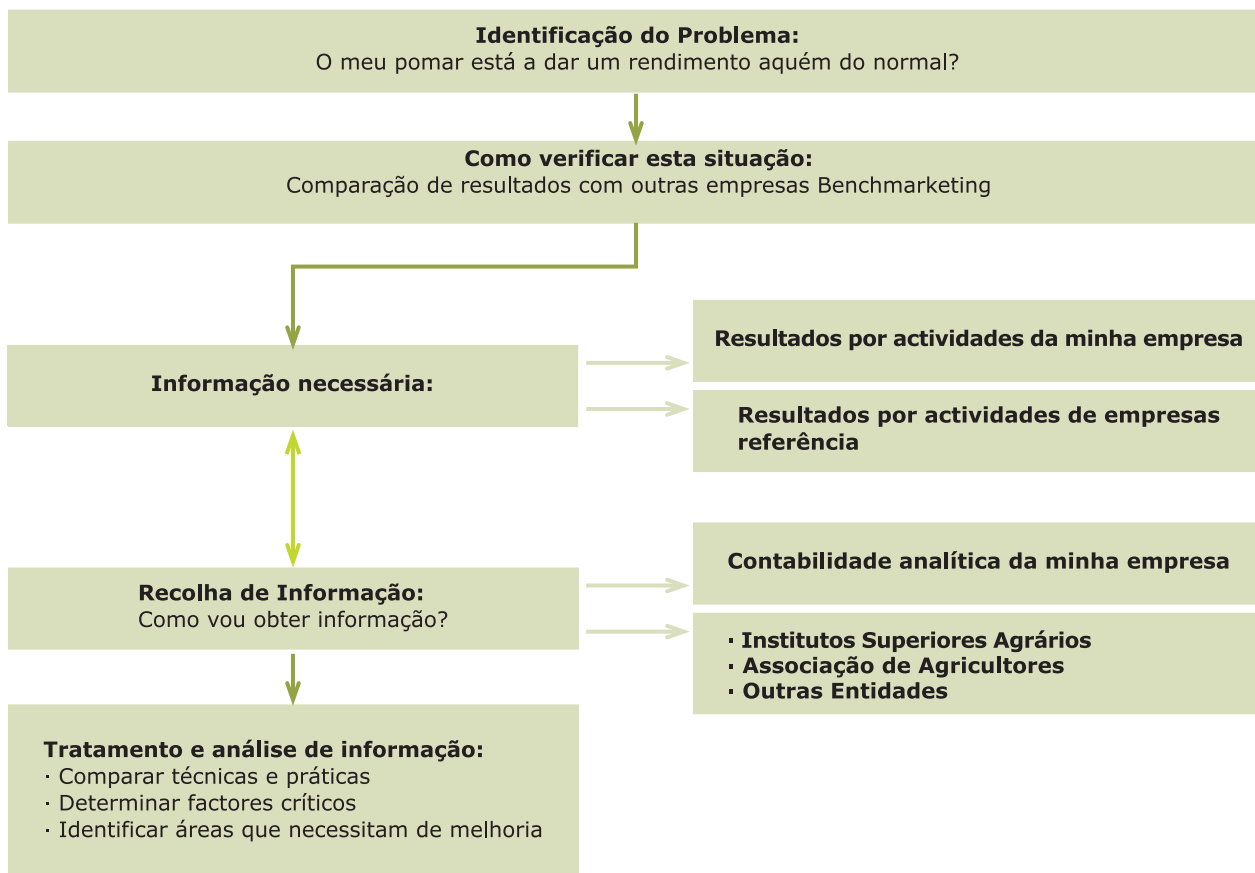 Identificação do Problema:
O meu pomar está a dar um rendimento aquém do normal?
Como verificar esta situação:
Comparação de resultados com outras empresas Benchmarketing
Informação necessária:
Resultados por actividades da minha empresa
Resultados por actividades de empresas
referência
Recolha de Informação:
Como vou obter informação?
Contabilidade analítica da minha empresa
· Institutos Superiores Agrários
· Associação de Agricultores
· Outras Entidades
Tratamento e análise de informação:
· Comparar técnicas e práticas
· Determinar factores críticos
· Identificar áreas que necessitam de melhoria